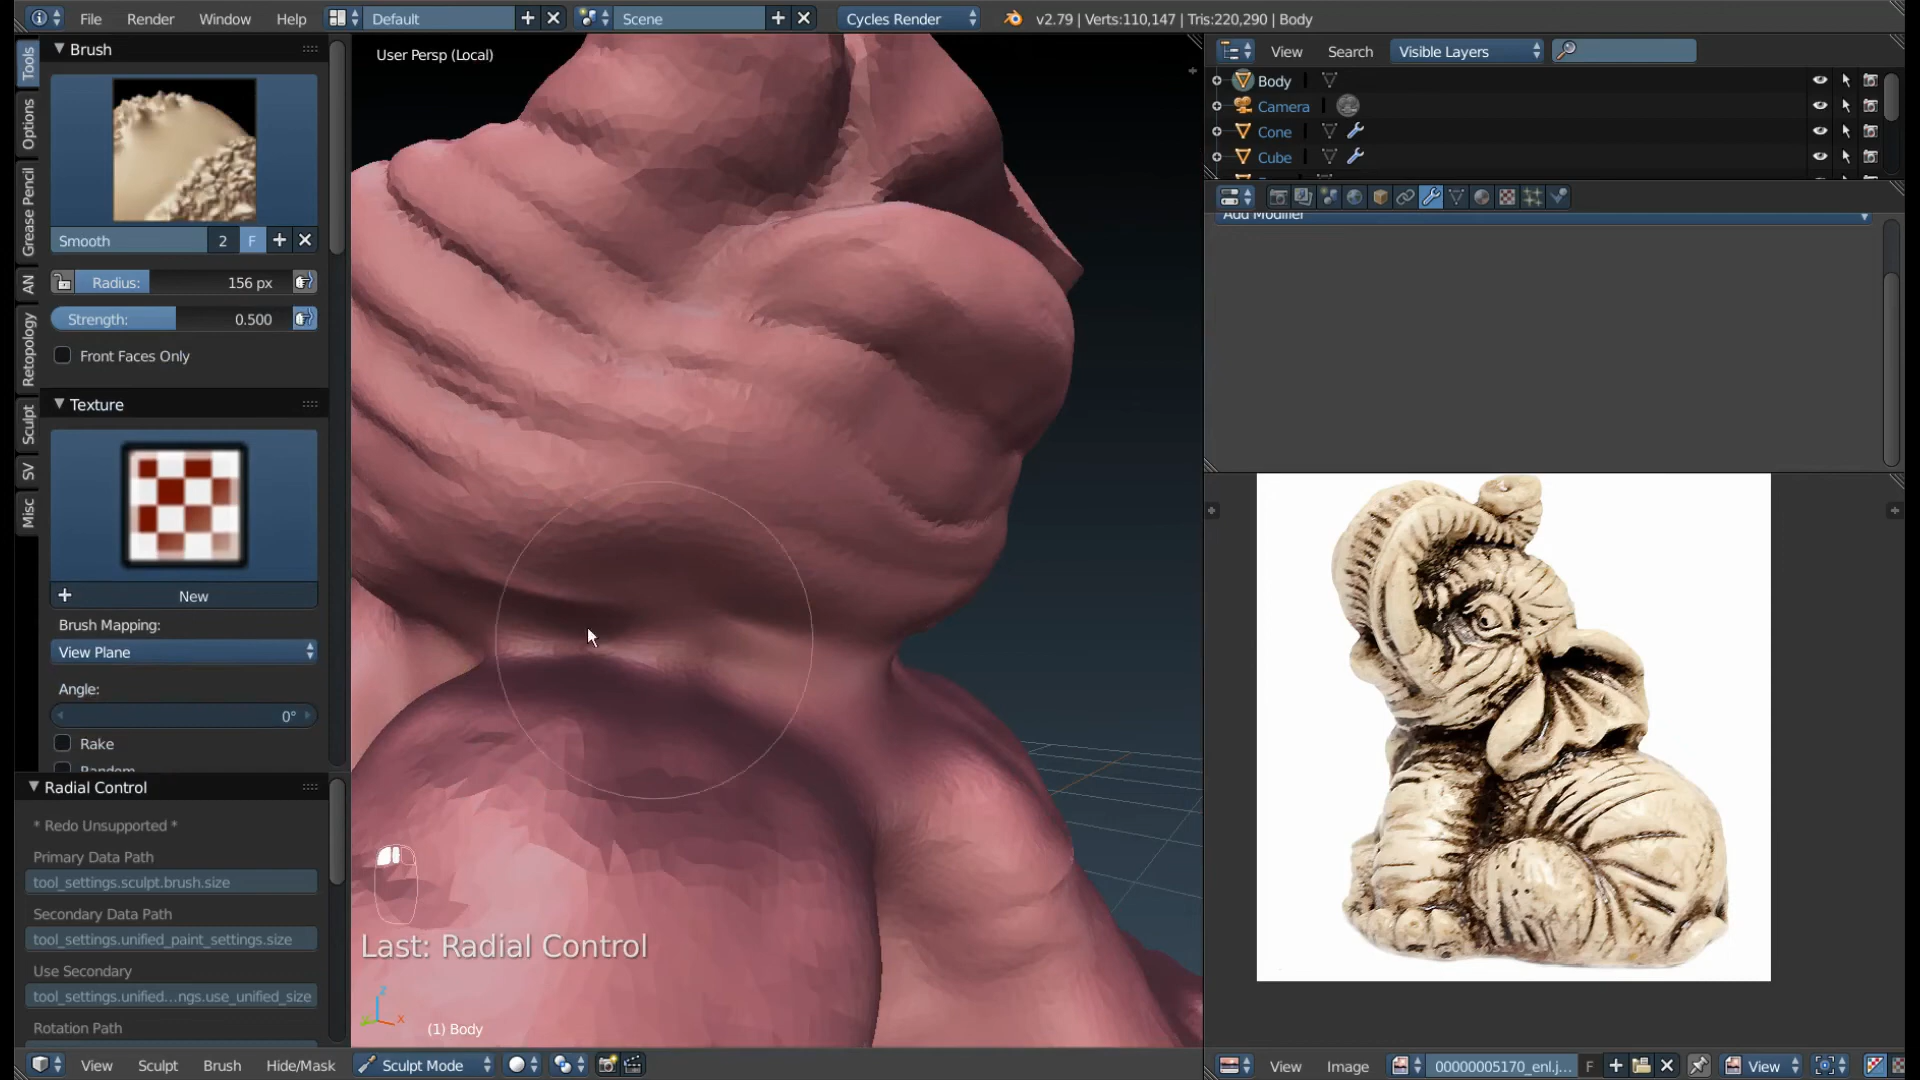 File Render Window Help Default Scene Cycles Render v2.79 | Verts:110,147 | Tris:220,290 | Body
Tools
Options
Grease Pencil
AN
Retopology
Sculpt
SV
Misc
Brush
Smooth 2 F
Radius: 156 px
Strength: 0.500
Front Faces Only
Texture
New
Brush Mapping:
View Plane
Angle:
0°
Rake
Random
Radial Control
* Redo Unsupported *
Primary Data Path
tool_settings.sculpt.brush.size
Secondary Data Path
tool_settings.unified_paint_settings.size
Use Secondary
tool_settings.unified...ngs.use_unified_size
Rotation Path
User Persp (Local)
Last: Radial Control
z
x
(1) Body
View Sculpt Brush Hide/Mask Sculpt Mode
View Search Visible Layers
Body
Camera
Cone
Cube
Add Modifier
View Image 00000005170_enl.j... F View